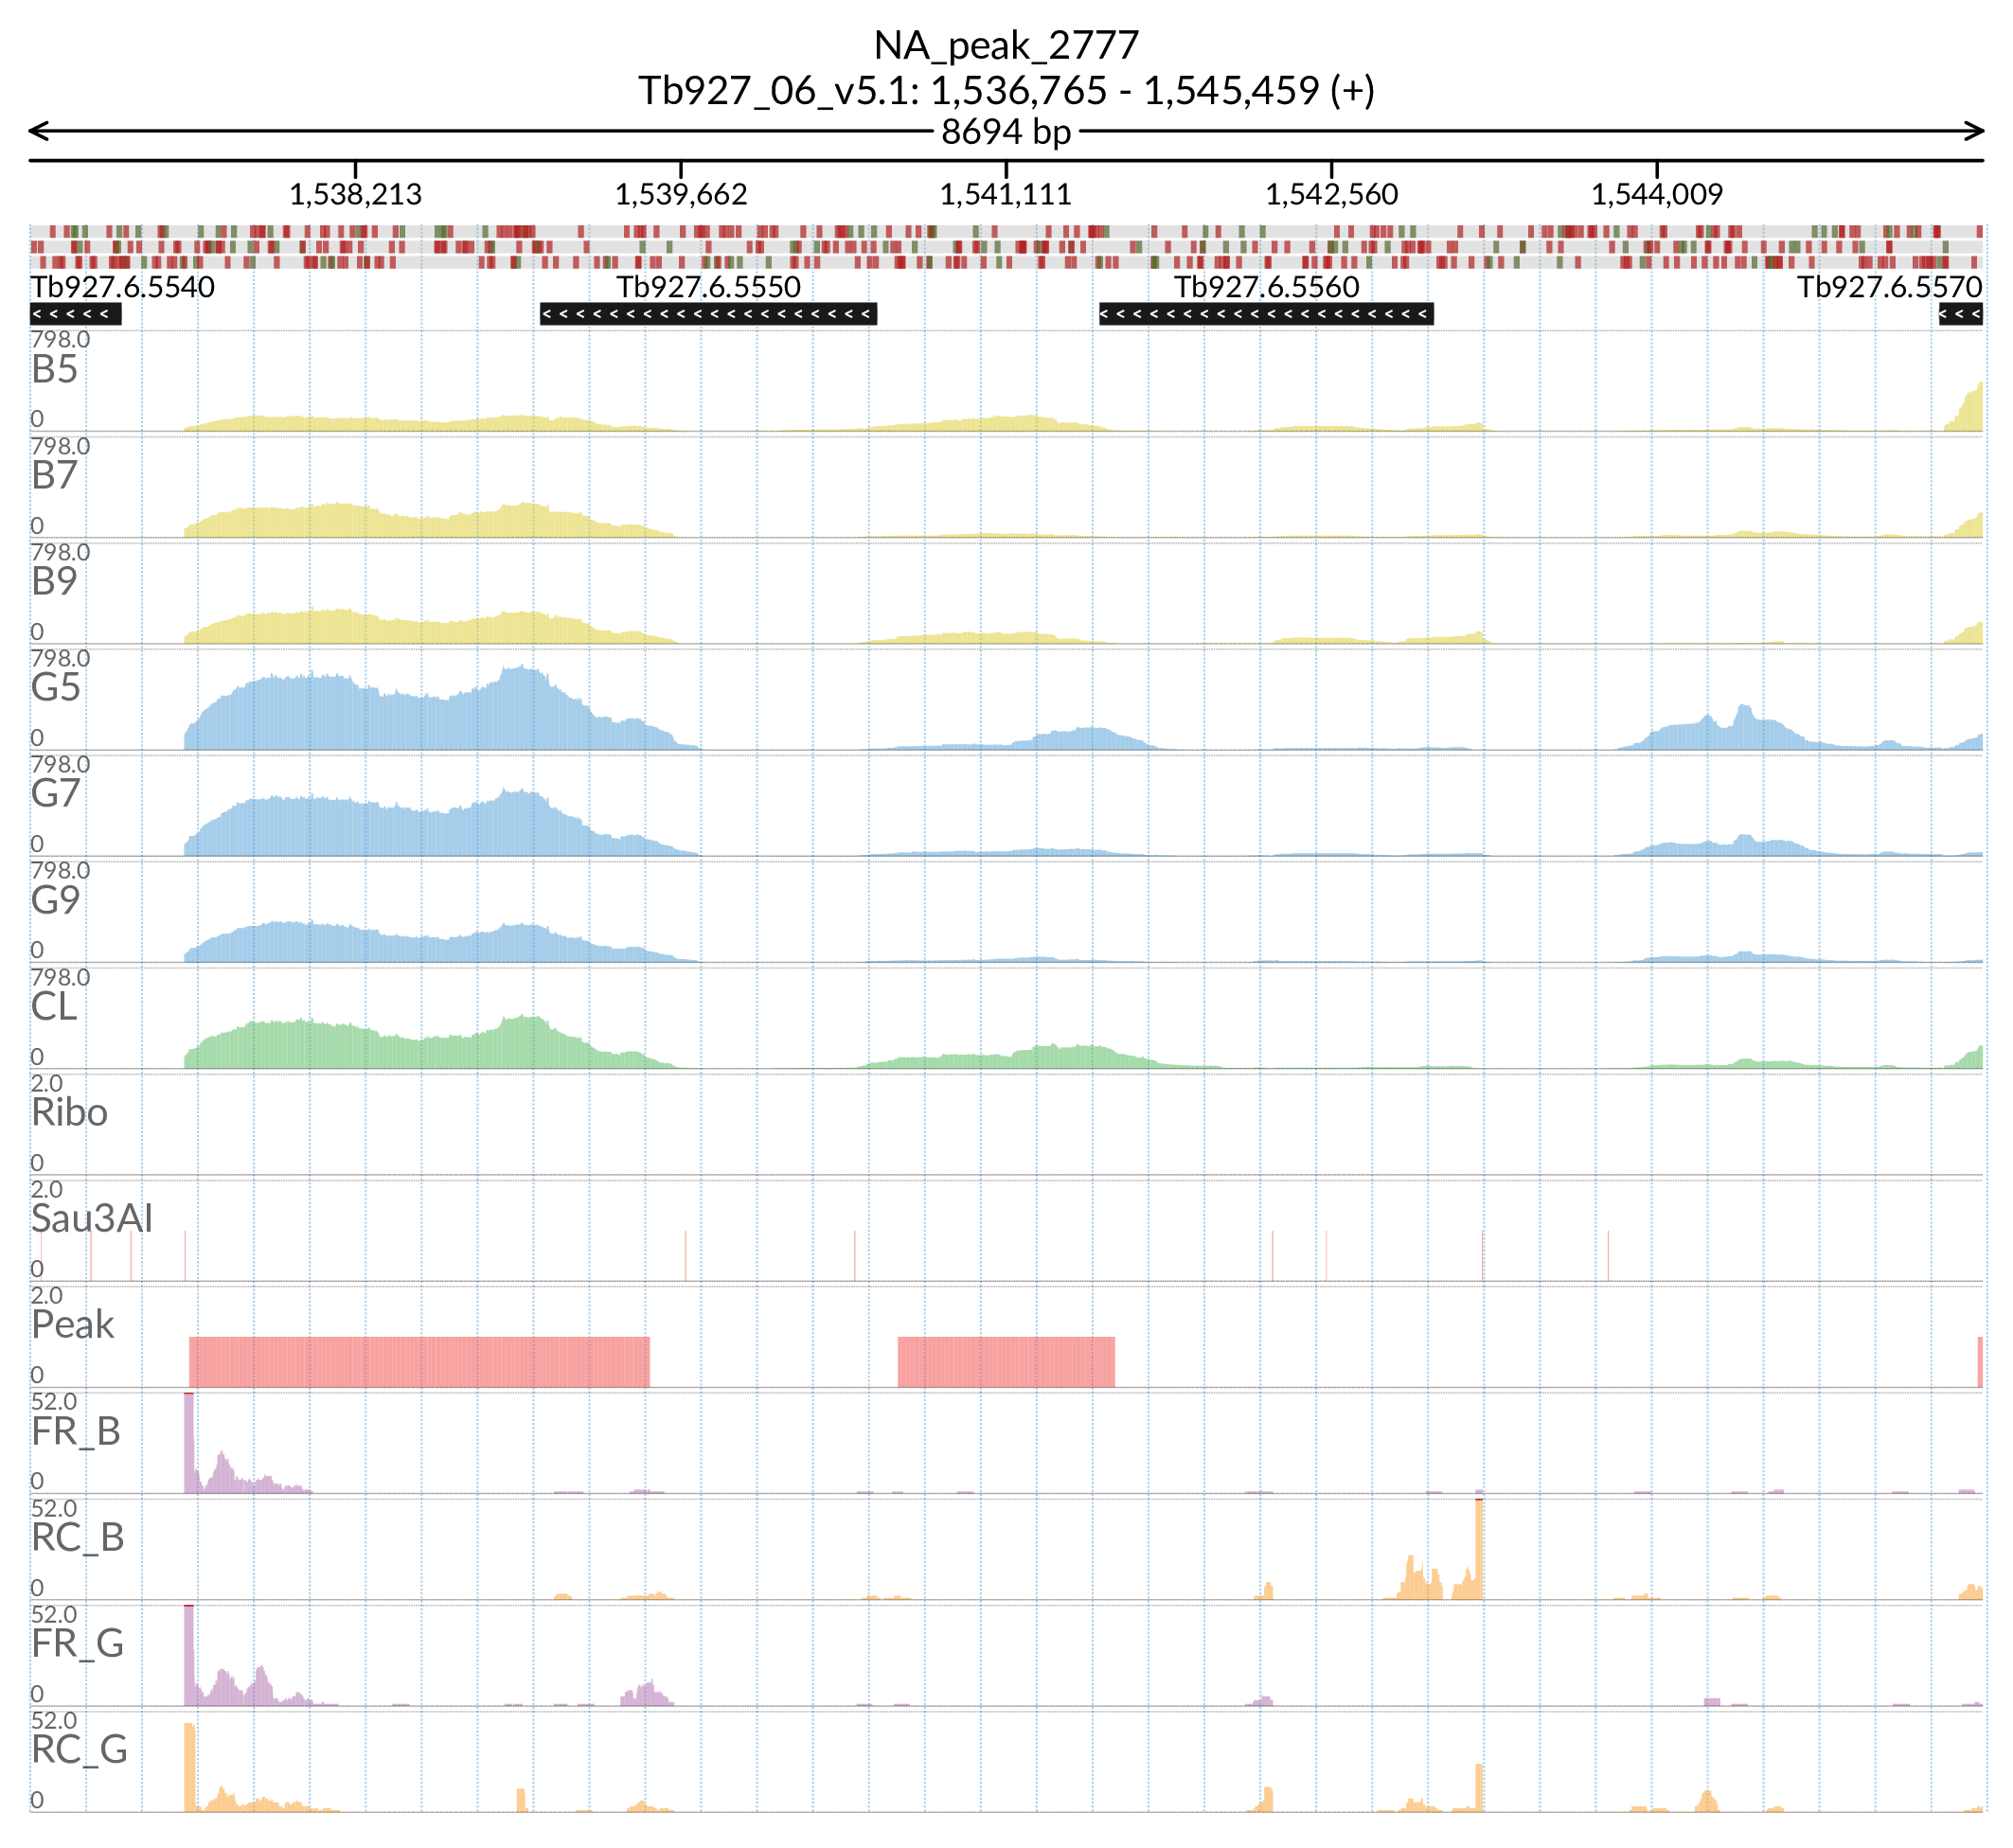 NA_peak_2777
Tb927_06_v5.1: 1,536,765 - 1,545,459 (+)
8694 bp
1,538,213 1,539,662 1,541,111 1,542,560 1,544,009
Tb927.6.5540 Tb927.6.5550 Tb927.6.5560 Tb927.6.5570
798.0
B5
0
798.0
B7
0
798.0
B9
0
798.0
G5
0
798.0
G7
0
798.0
G9
0
798.0
CL
0
2.0
Ribo
0
2.0
Sau3AI
0
2.0
Peak
0
52.0
FR_B
0
52.0
RC_B
0
52.0
FR_G
0
52.0
RC_G
0